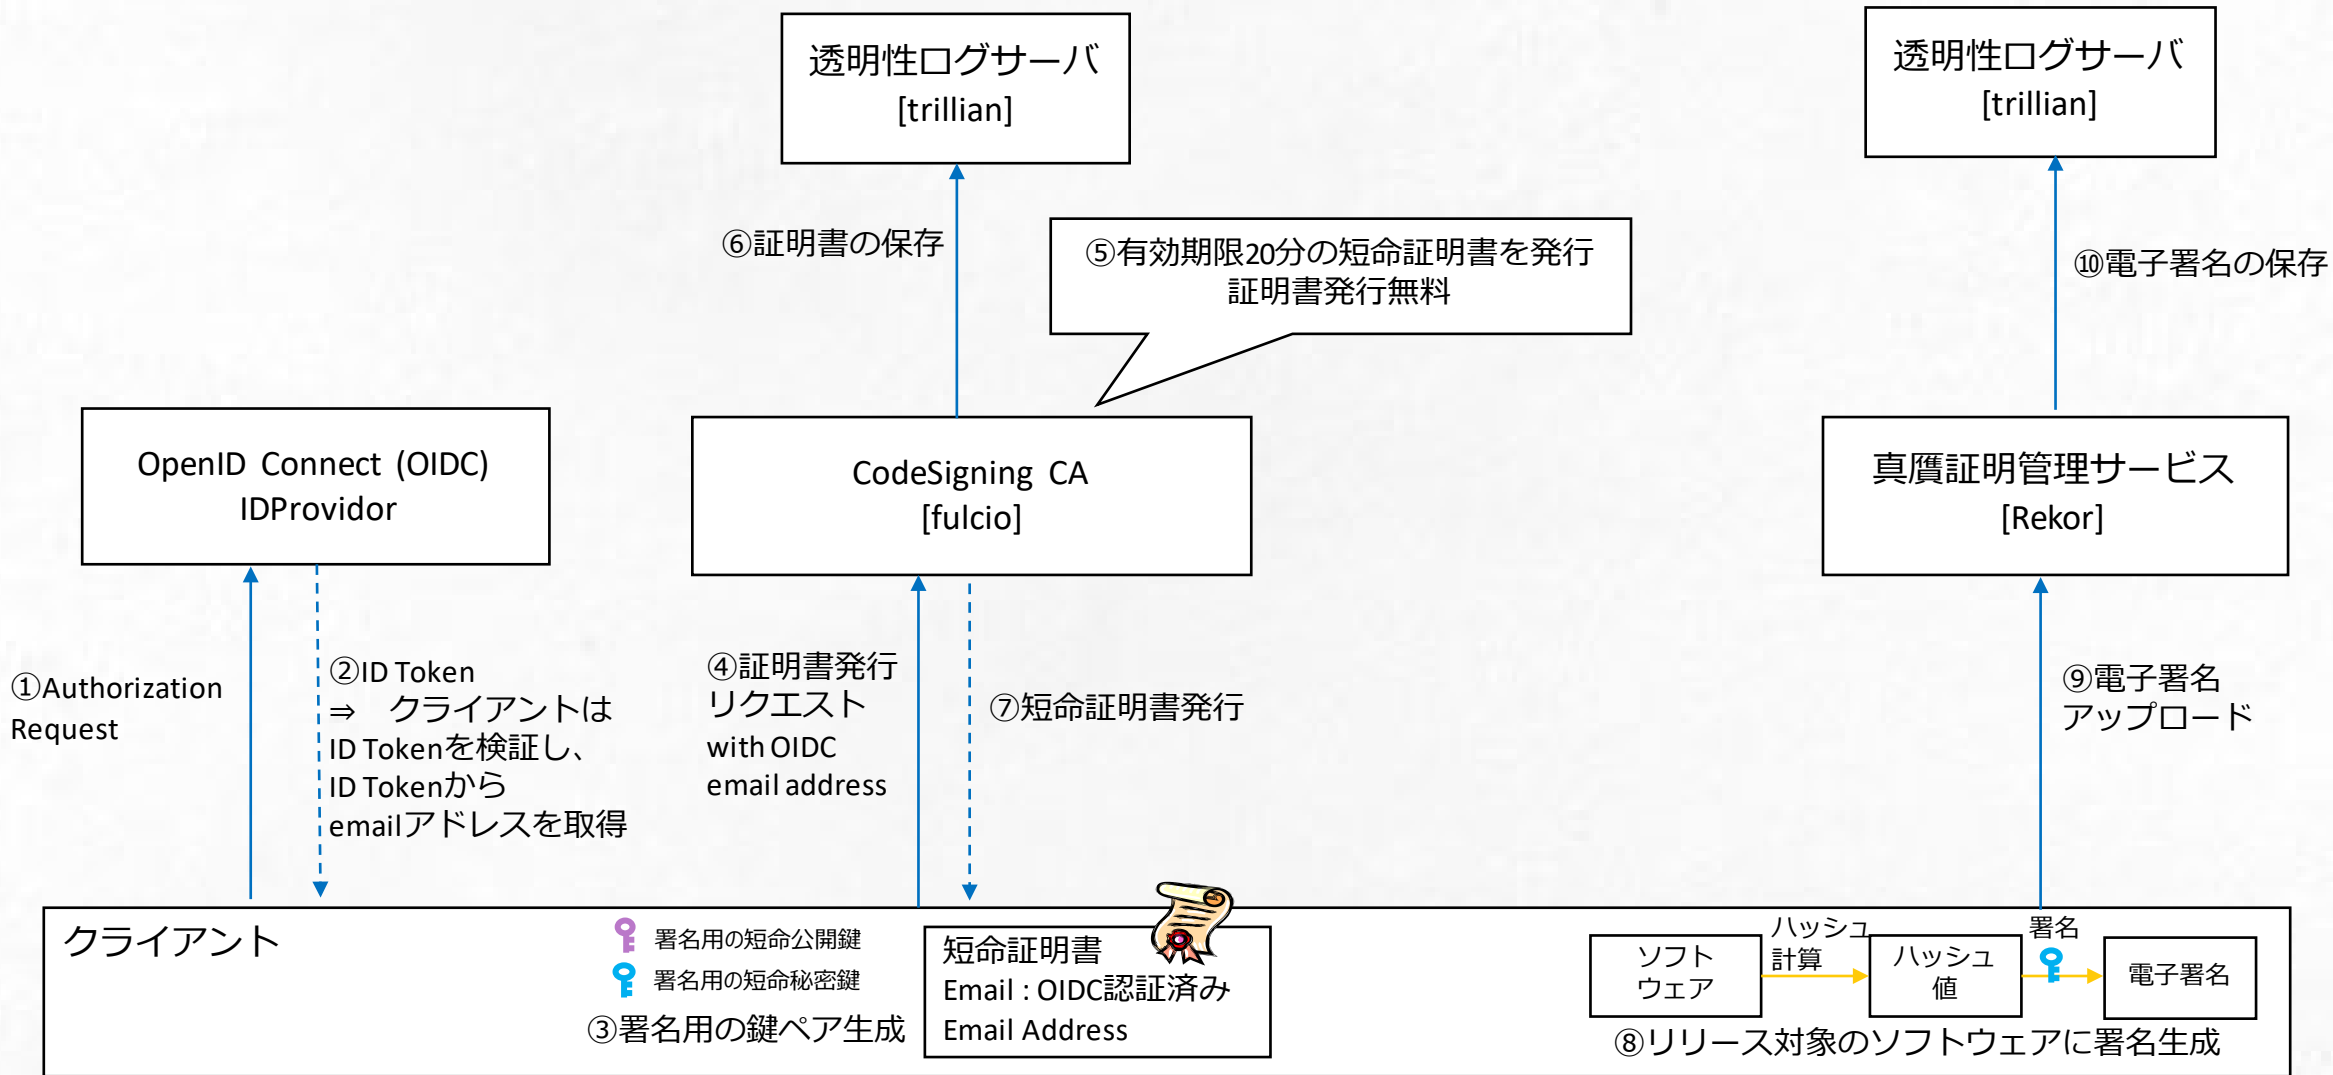 透明性ログサーバ
[trillian]
透明性ログサーバ
[trillian]
⑥証明書の保存
⑤有効期限20分の短命証明書を発行
証明書発行無料
⑩電子署名の保存
OpenID Connect (OIDC)
IDProvidor
CodeSigning CA
[fulcio]
真贋証明管理サービス
[Rekor]
①Authorization
Request
②ID Token
⇒ クライアントは
ID Tokenを検証し、
ID Tokenから
emailアドレスを取得
④証明書発行
リクエスト
with OIDC
email address
⑦短命証明書発行
⑨電子署名
アップロード
クライアント
署名用の短命公開鍵
署名用の短命秘密鍵
③署名用の鍵ペア生成
短命証明書
Email : OIDC認証済み
Email Address
ソフト
ウェア
ハッシュ
計算
ハッシュ
値
署名
電子署名
⑧リリース対象のソフトウェアに署名生成